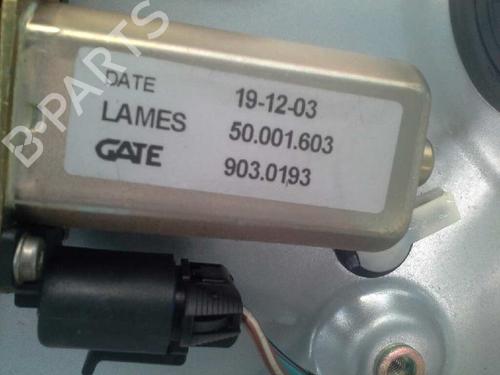 DATE 19-12-03
LAMES 50.001.603
GATE 903.0193
B-PARTS